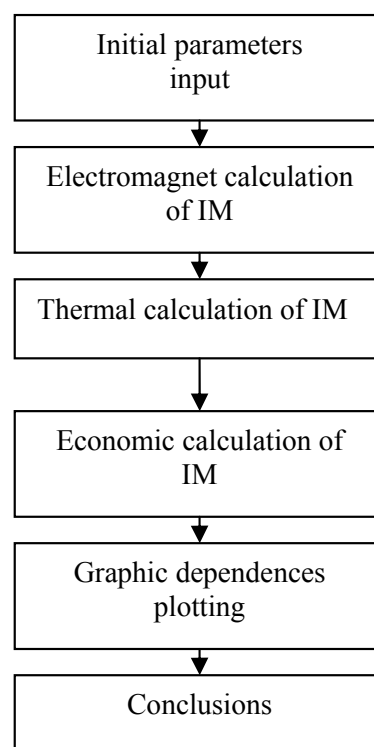 Initial parameters
input
Electromagnet calculation
of IM
Thermal calculation of IM
Economic calculation of
IM
Graphic dependences
plotting
Conclusions